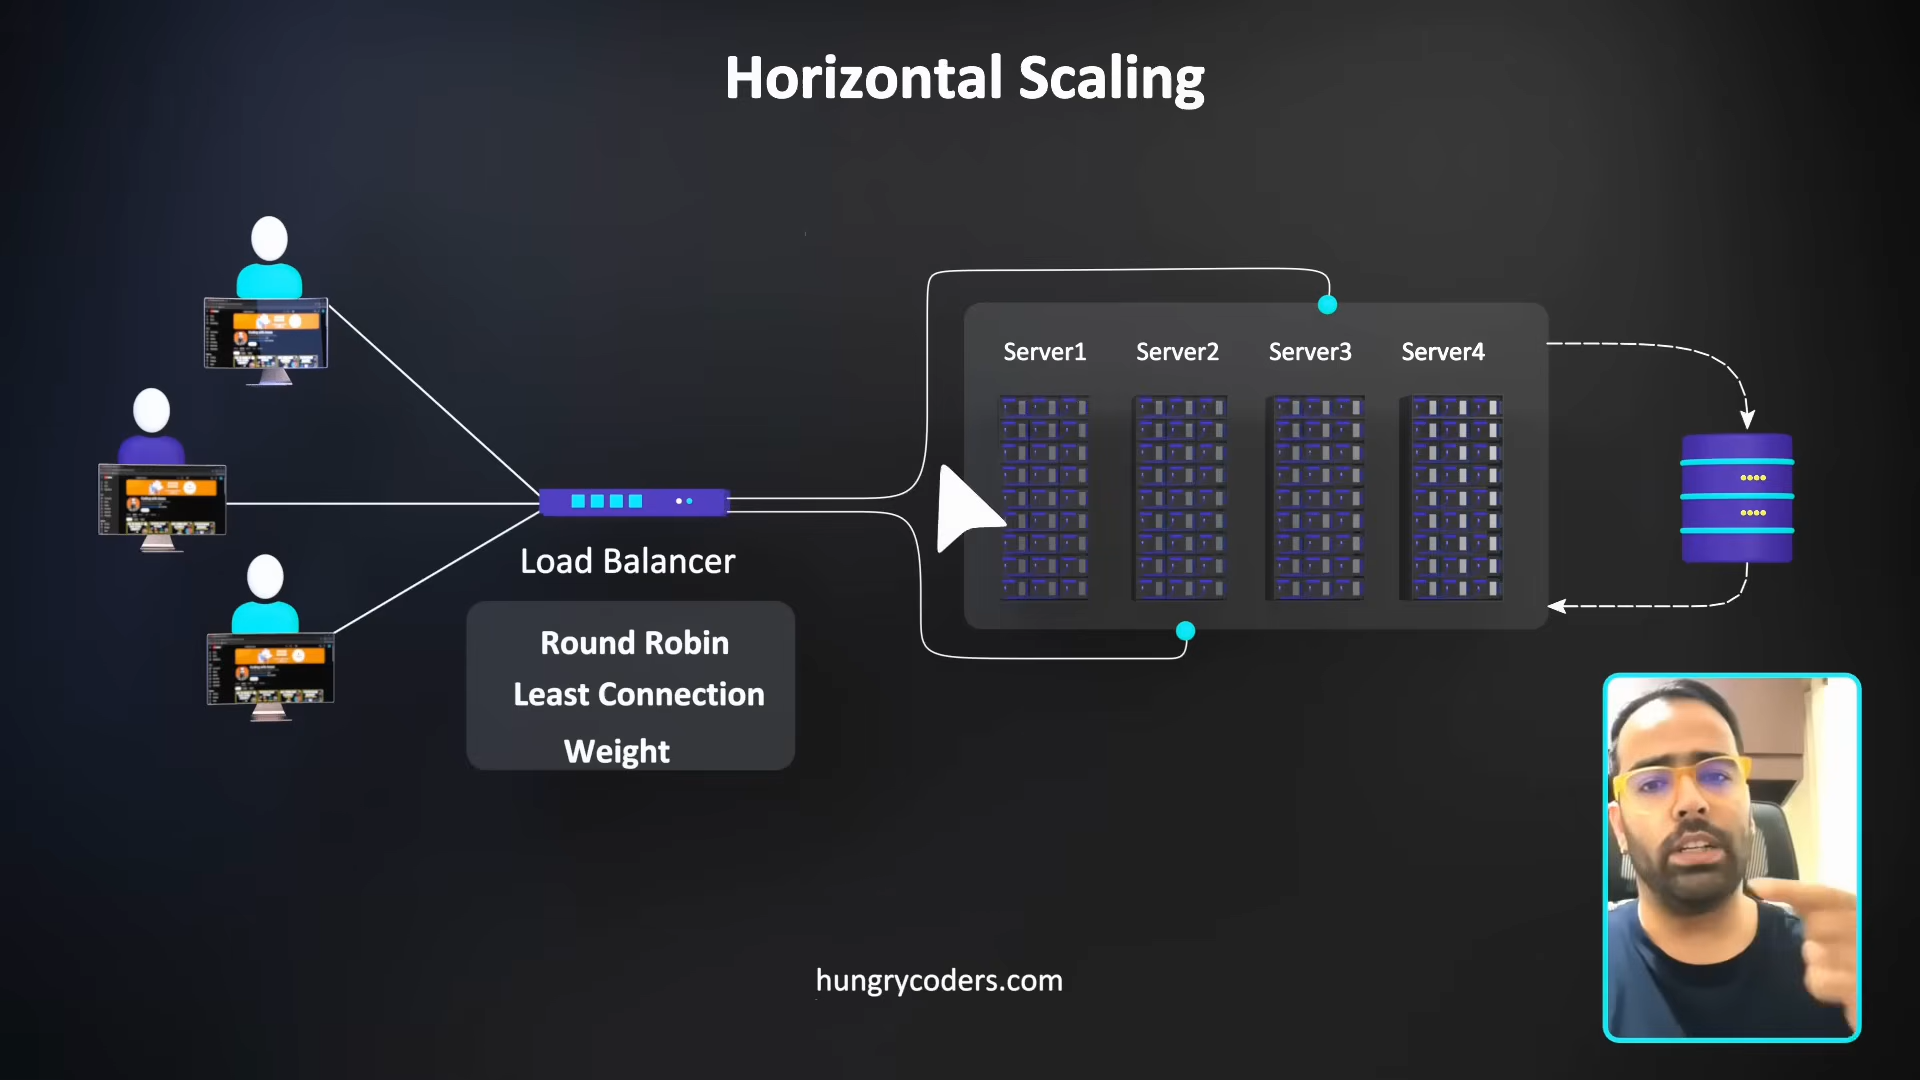 Horizontal Scaling
Server1 Server2 Server3 Server4
Load Balancer
Round Robin
Least Connection
Weight
hungrycoders.com